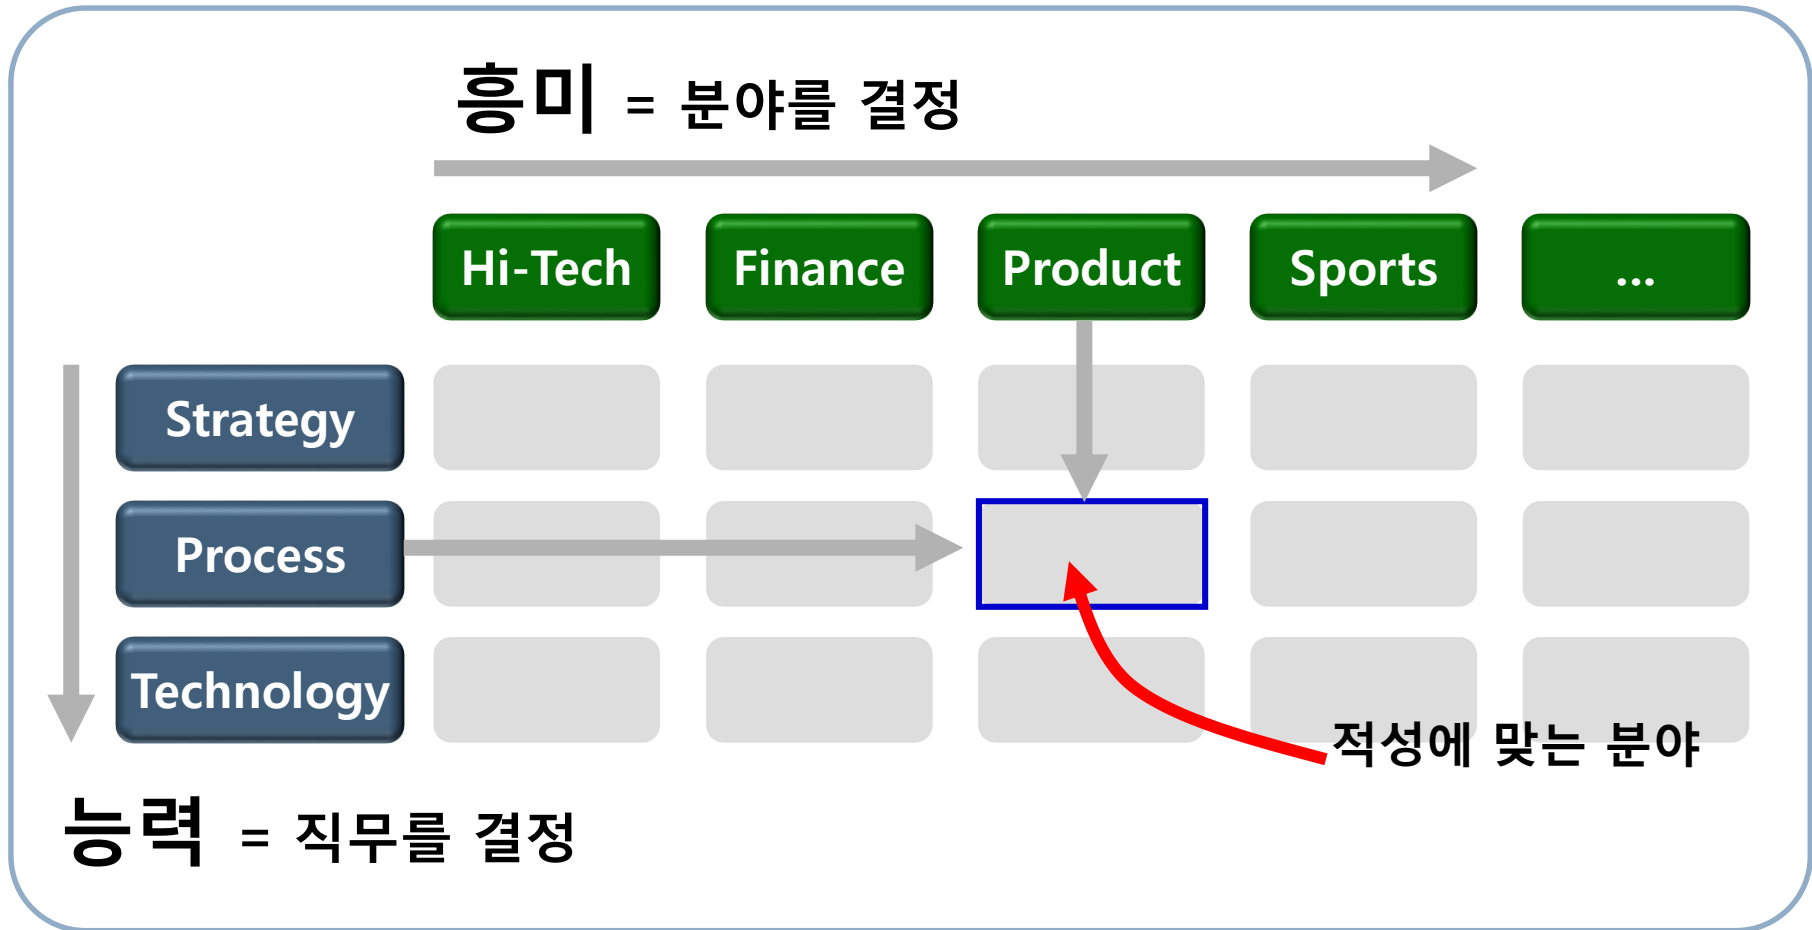 흥미 = 분야를 결정
Hi-Tech Finance Product Sports ...
Strategy
Process
Technology
적성에 맞는 분야
능력 = 직무를 결정